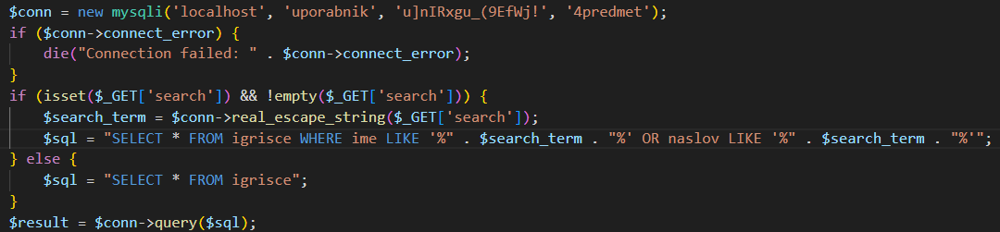 $conn = new mysqli('localhost', 'uporabnik', 'u]nIRxgu_(9EfWj!', '4predmet');
if ($conn->connect_error) {
    die("Connection failed: " . $conn->connect_error);
}
if (isset($_GET['search']) && !empty($_GET['search'])) {
    $search_term = $conn->real_escape_string($_GET['search']);
    $sql = "SELECT * FROM igrisce WHERE ime LIKE '%" . $search_term . "%' OR naslov LIKE '%" . $search_term . "%'";
} else {
    $sql = "SELECT * FROM igrisce";
}
$result = $conn->query($sql);